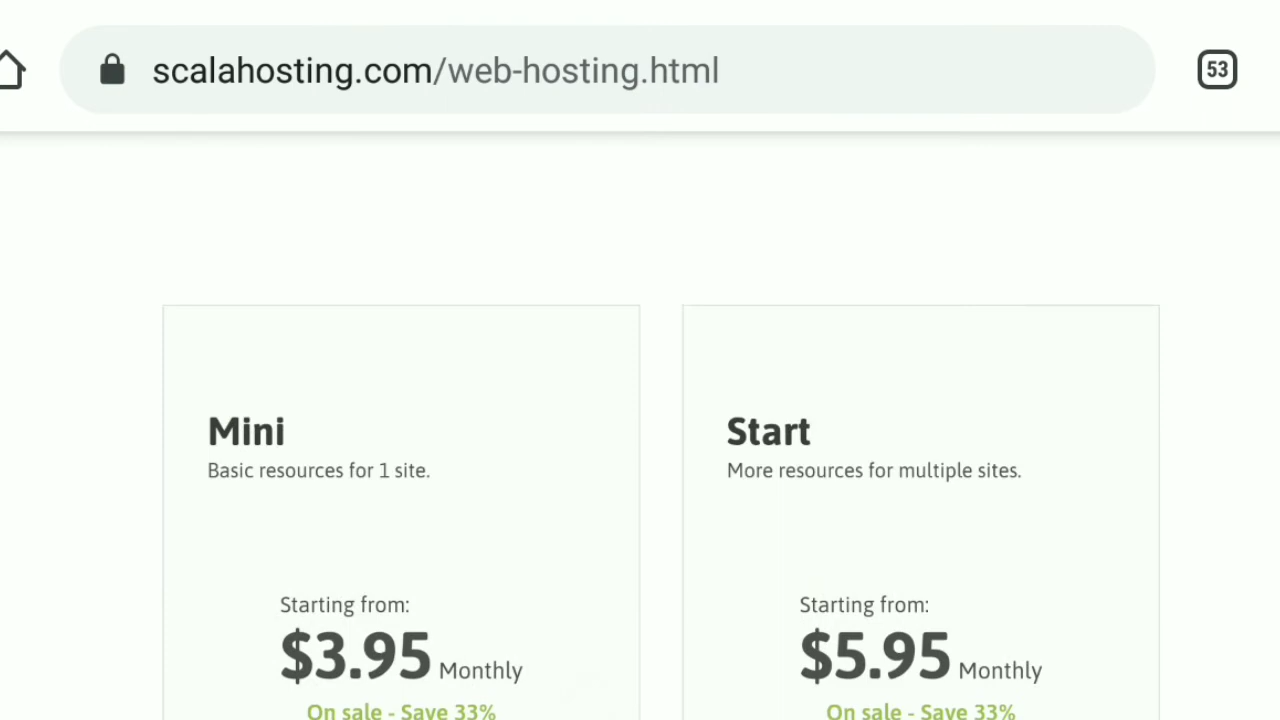 scalahosting.com/web-hosting.html
53
Mini
Basic resources for 1 site.
Starting from:
$3.95 Monthly
On sale - Save 33%
Start
More resources for multiple sites.
Starting from:
$5.95 Monthly
On sale - Save 33%